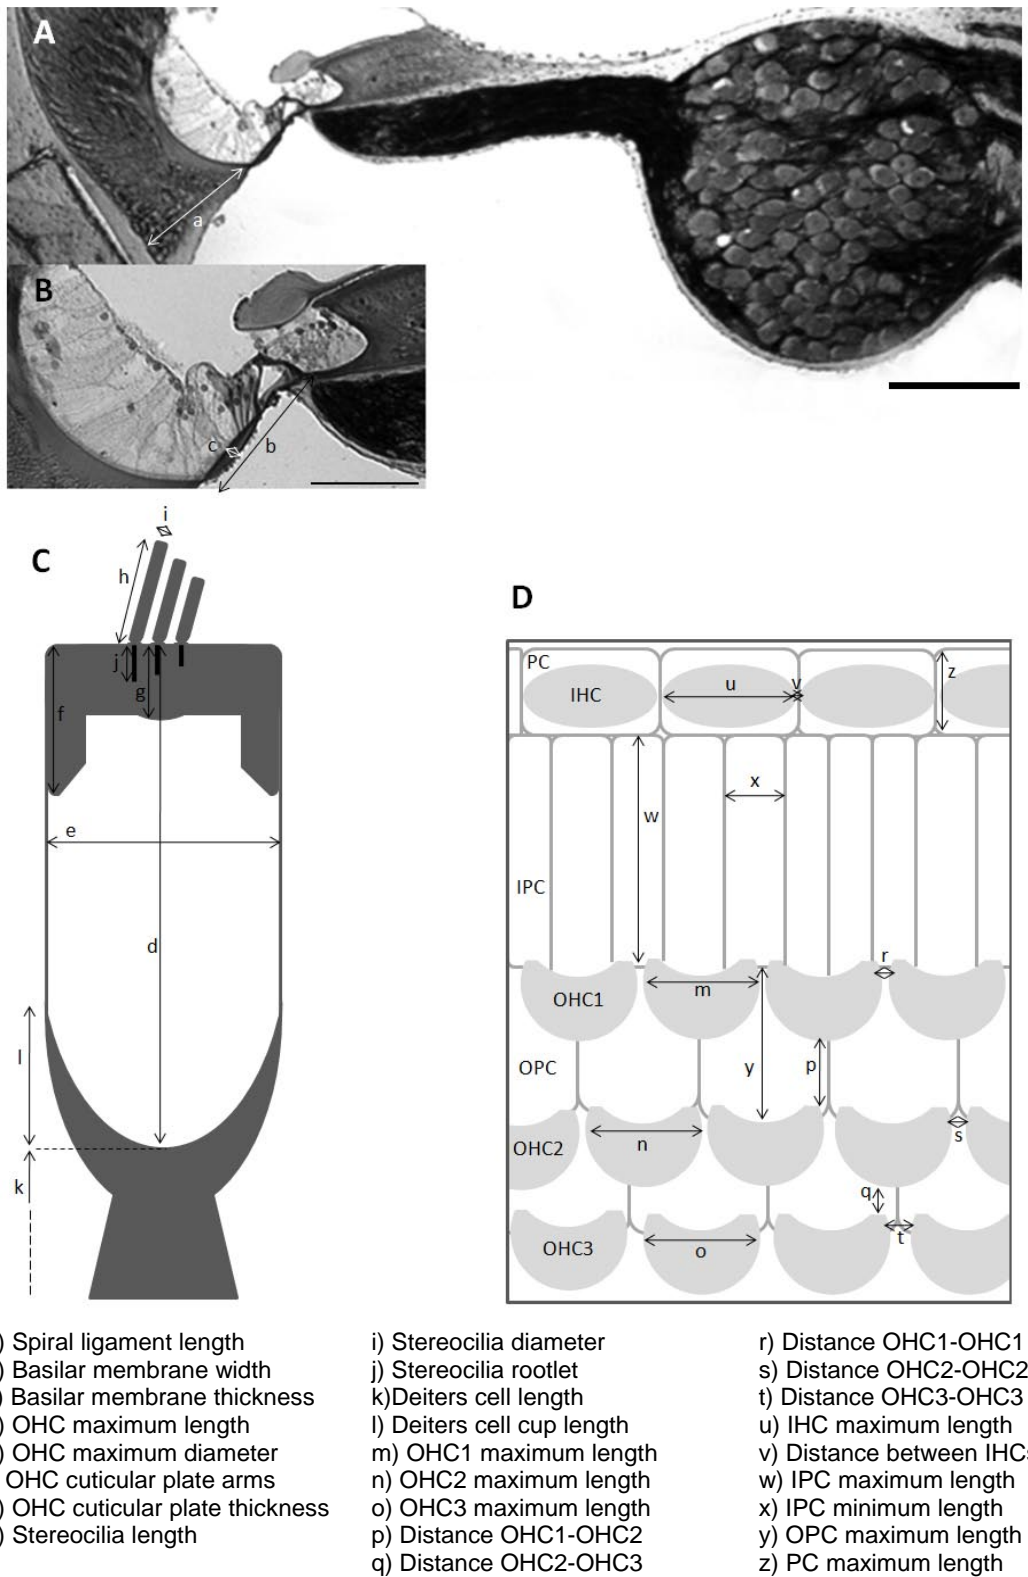 A
a
B
c
b
i
C
h
j
g
f
e
d
l
k
D
PC
IHC
u
v
z
w
x
IPC
r
OHC1
m
OPC
y
p
OHC2
n
s
q
OHC3
o
t
) Spiral ligament length
) Basilar membrane width
) Basilar membrane thickness
) OHC maximum length
) OHC maximum diameter
OHC cuticular plate arms
) OHC cuticular plate thickness
) Stereocilia length
i) Stereocilia diameter
j) Stereocilia rootlet
k)Deiters cell length
l) Deiters cell cup length
m) OHC1 maximum length
n) OHC2 maximum length
o) OHC3 maximum length
p) Distance OHC1-OHC2
q) Distance OHC2-OHC3
r) Distance OHC1-OHC1
s) Distance OHC2-OHC2
t) Distance OHC3-OHC3
u) IHC maximum length
v) Distance between IHCs
w) IPC maximum length
x) IPC minimum length
y) OPC maximum length
z) PC maximum length